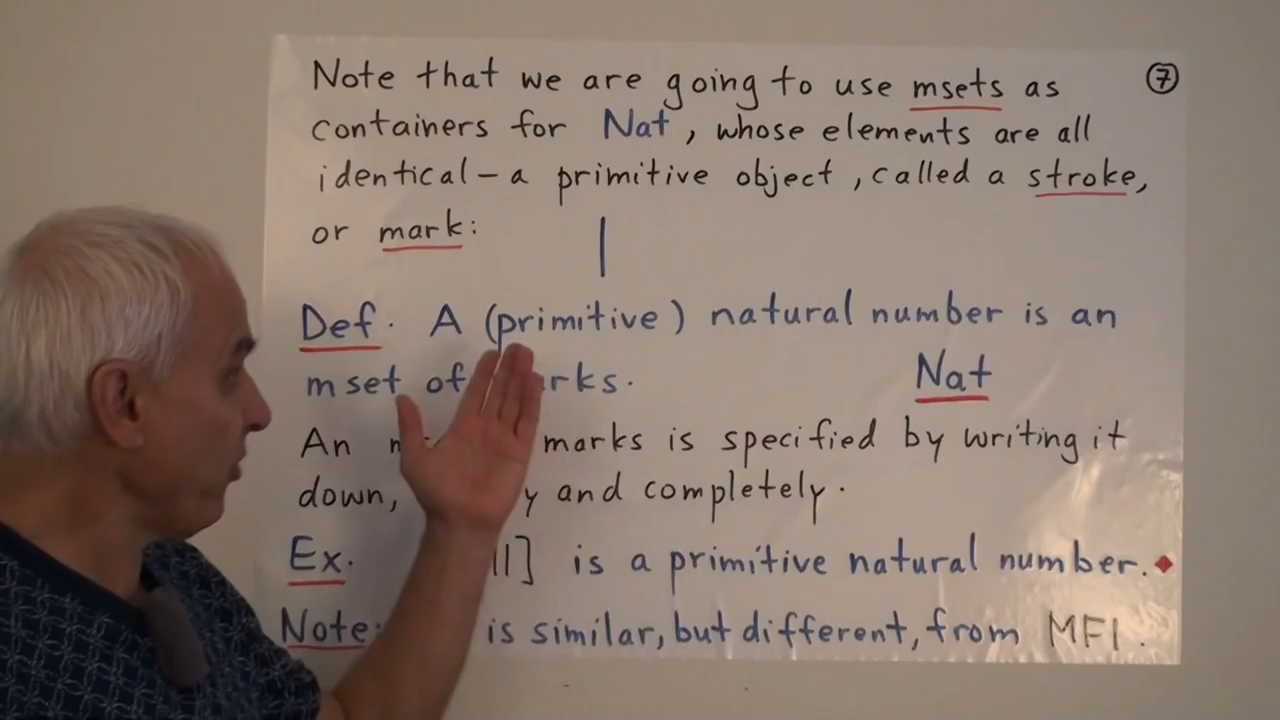 Note that we are going to use msets as ⑦
containers for Nat, whose elements are all
identical - a primitive object, called a stroke,
or mark: |
Def. A (primitive) natural number is an
mset of rks. Nat
An marks is specified by writing it
down, y and completely.
Ex. ||] is a primitive natural number.
Note: is similar, but different, from MF1.